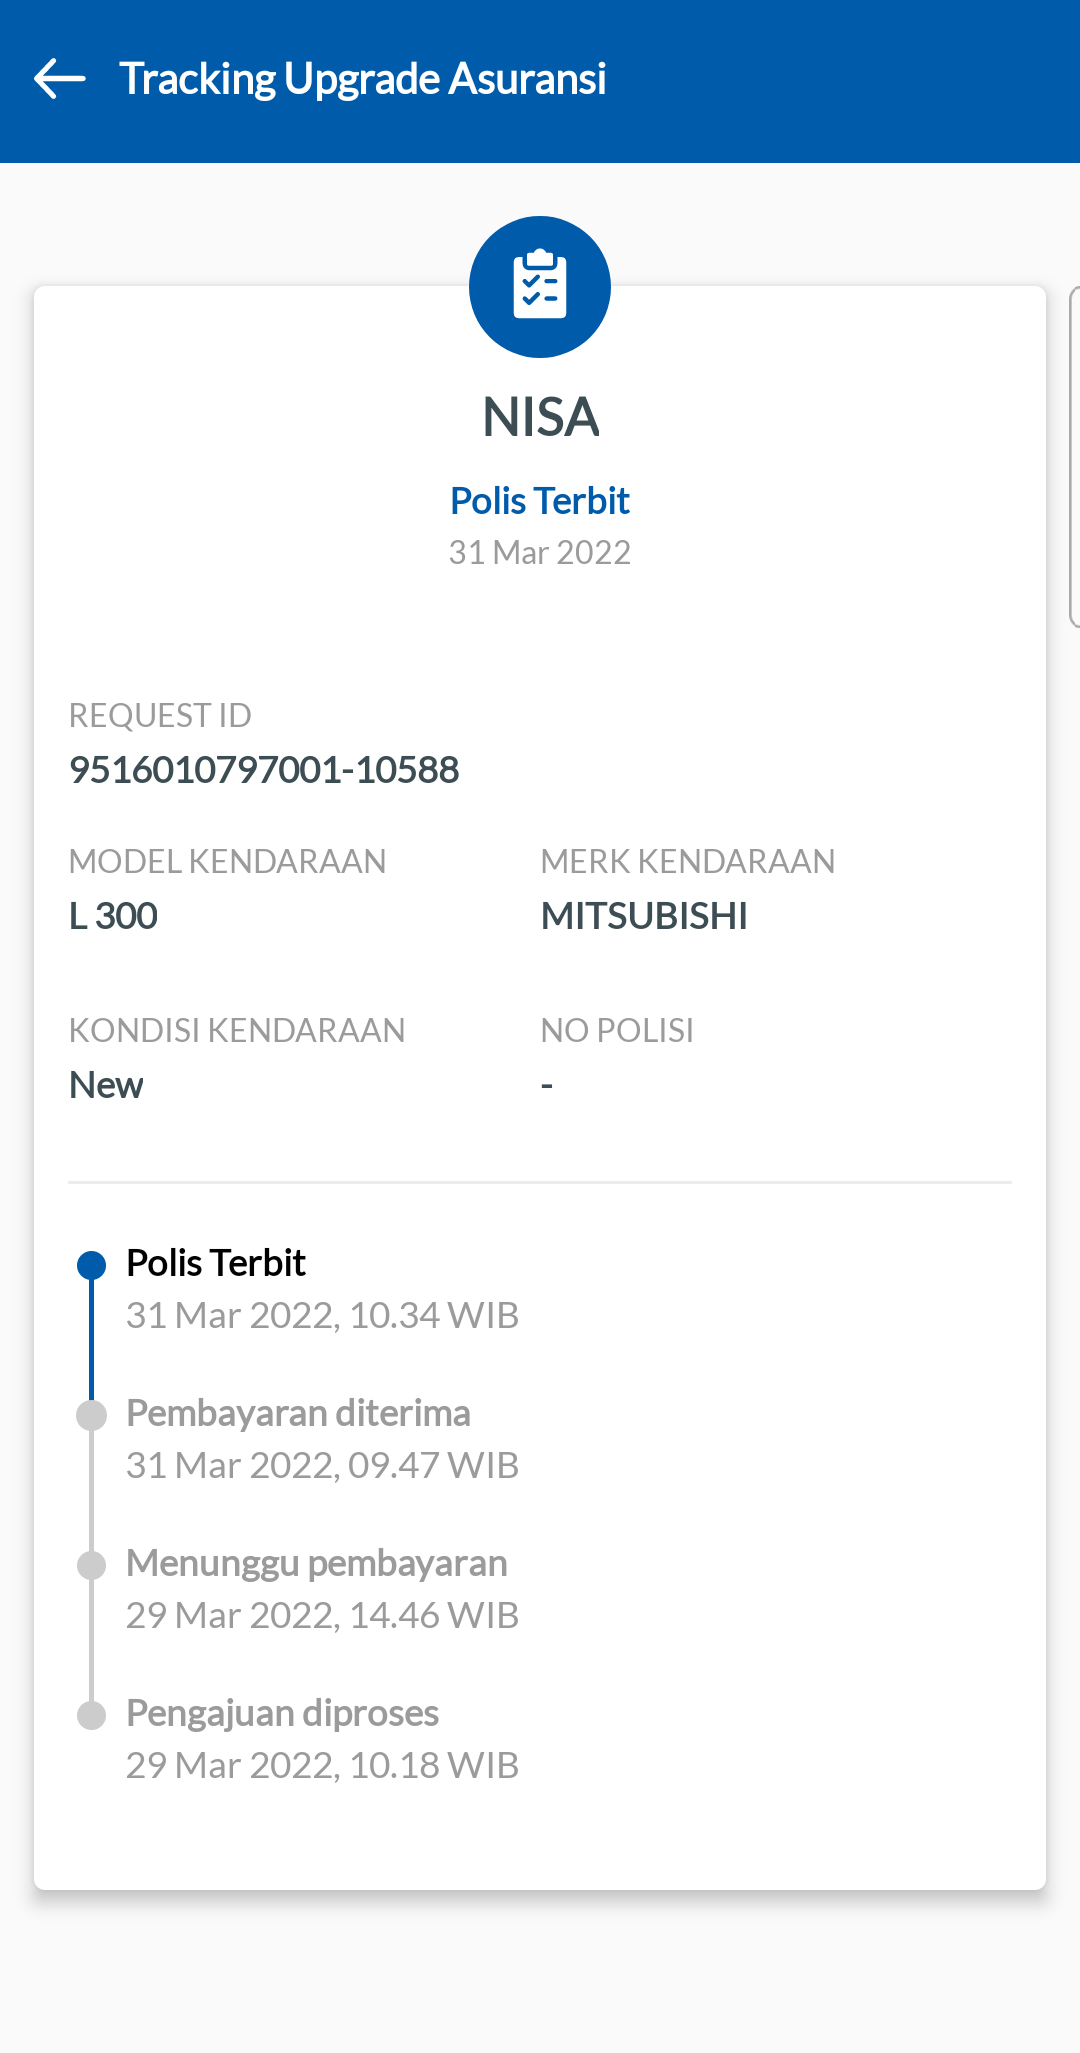 Tracking Upgrade Asuransi
NISA
Polis Terbit
31 Mar 2022
REQUEST ID
9516010797001-10588
MODEL KENDARAAN
L 300
MERK KENDARAAN
MITSUBISHI
KONDISI KENDARAAN
New
NO POLISI
-
Polis Terbit
31 Mar 2022, 10.34 WIB
Pembayaran diterima
31 Mar 2022, 09.47 WIB
Menunggu pembayaran
29 Mar 2022, 14.46 WIB
Pengajuan diproses
29 Mar 2022, 10.18 WIB